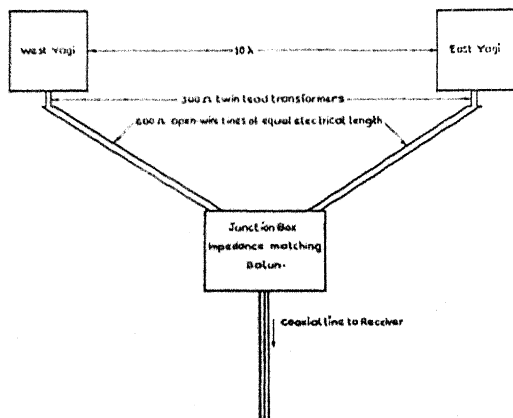 West Yagi
10 λ
East Yagi
300 Ω twin lead transformers
600 Ω open-wire lines of equal electrical length
Junction Box
Impedance matching
Balun.
Coaxial line to Receiver